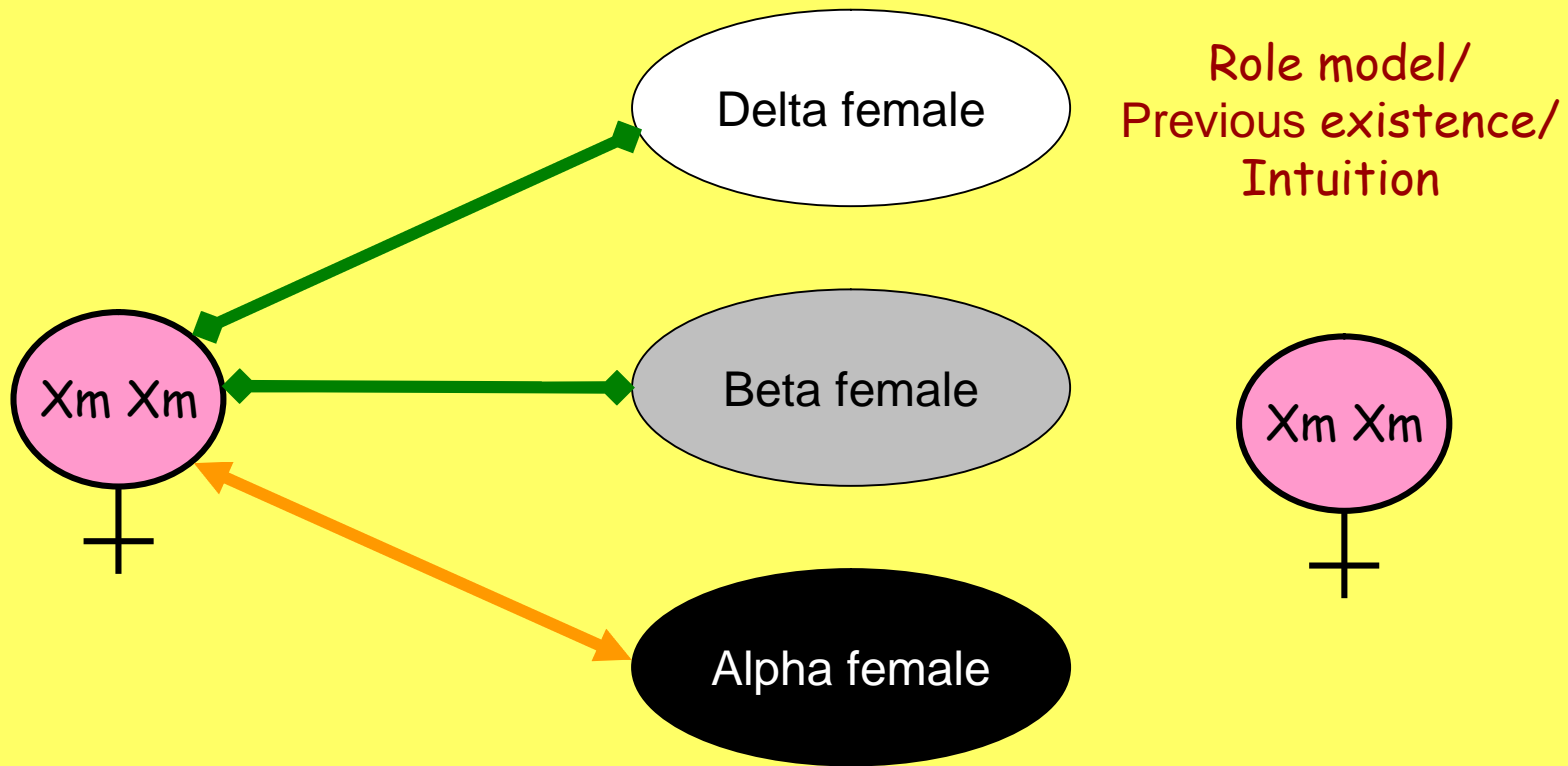 Delta female
Role model/
Previous existence/
Intuition
Xm Xm
Beta female
Xm Xm
Alpha female